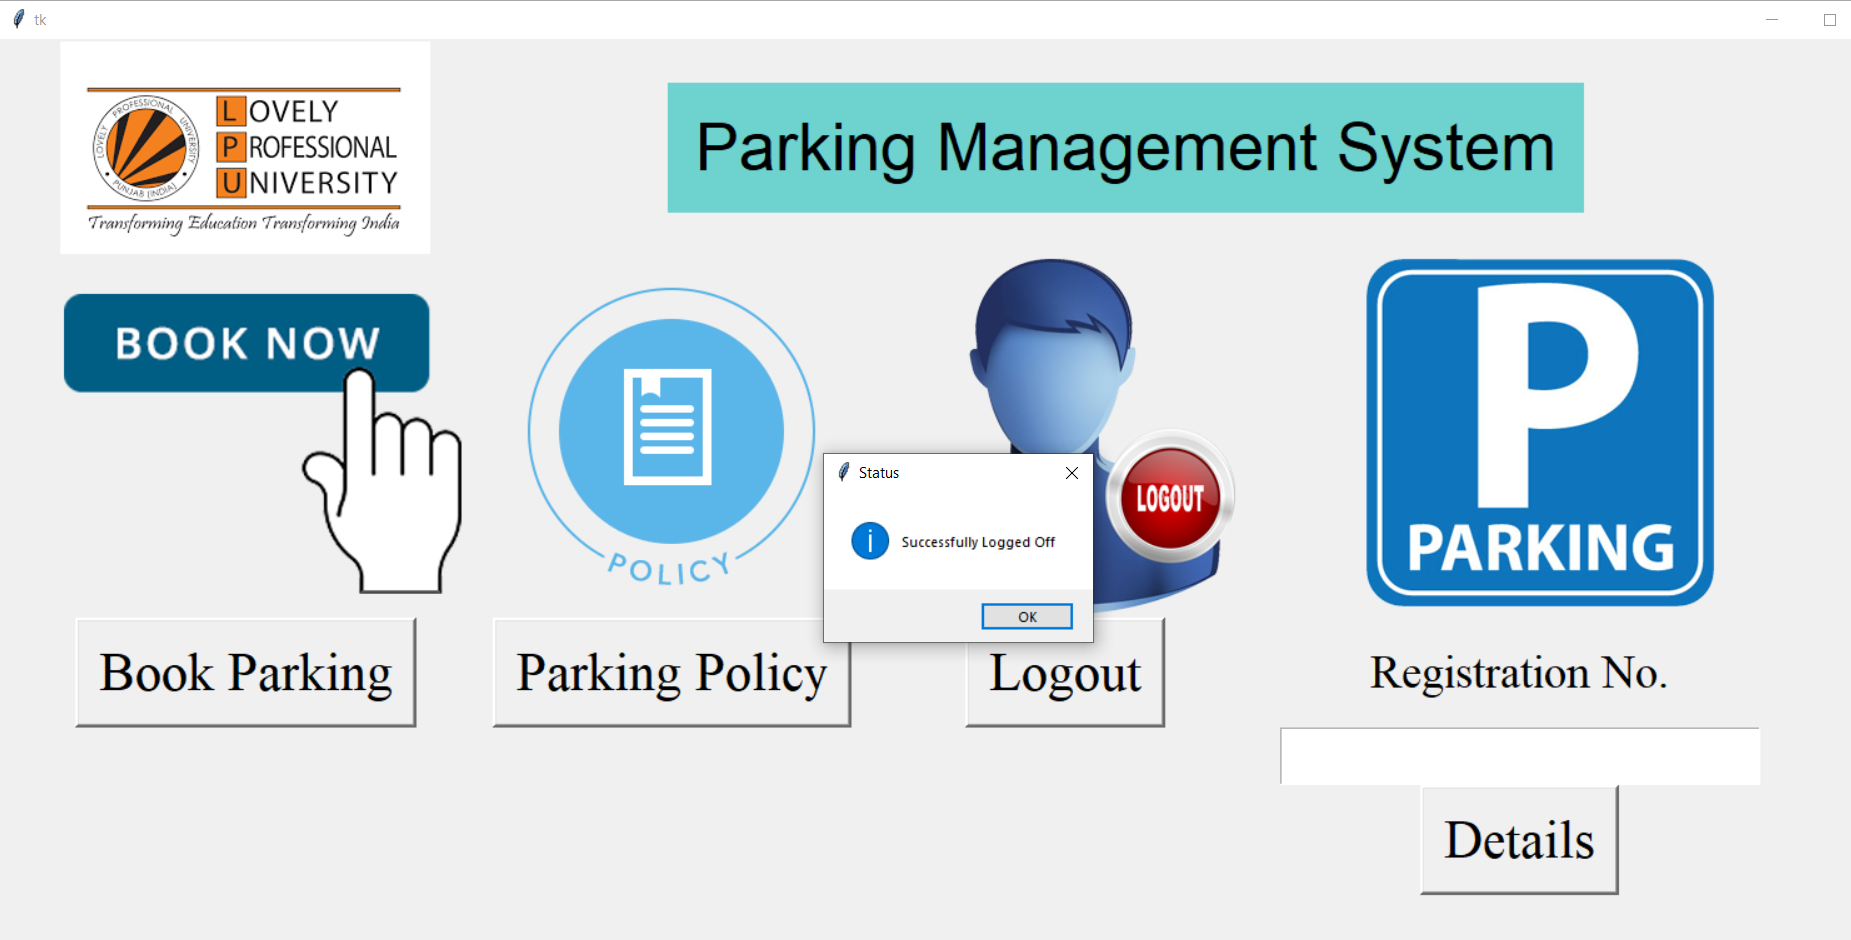 tk
LOVELY
PROFESSIONAL
UNIVERSITY
LOVELY PROFESSIONAL UNIVERSITY
PUNJAB (INDIA)
Transforming Education Transforming India
Parking Management System
BOOK NOW
POLICY
LOGOUT
P
PARKING
Status
Successfully Logged Off
OK
Book Parking
Parking Policy
Logout
Registration No.
Details